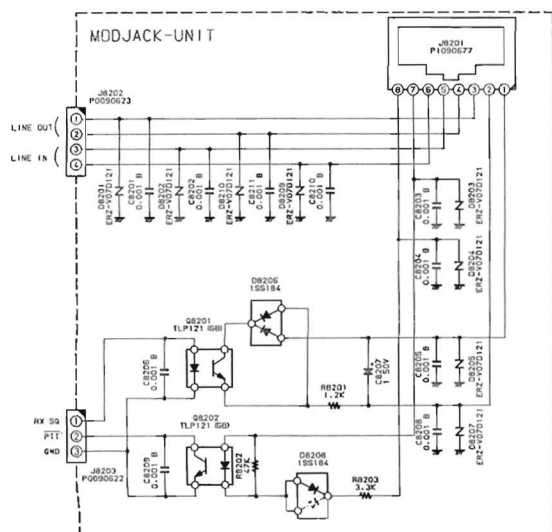 MODJACK-UNIT
J8201
P1090677
8 7 6 5 4 3 2 1
J8202
P0090623
LINE OUT
LINE IN
1
2
3
4
D8201
ERZ-V07D121
C8201
0.001 B
D8202
ERZ-V07D121
C8202
0.001 B
D8210
ERZ-V07D121
C8211
0.001 B
D8209
ERZ-V07D121
C8210
0.001 B
C8203
0.001 B
D8203
ERZ-V07D121
C8204
0.001 B
D8204
ERZ-V07D121
D8206
1SS184
Q8201
TLP121 (GB)
C8206
0.001 B
C8207
1 50V
R8201
1.2K
C8205
0.001 B
D8205
ERZ-V07D121
RX SQ
PTT
GND
1
2
3
J8203
P0090622
Q8202
TLP121 (GB)
C8209
0.001 B
R8202
47K
D8208
1SS184
R8203
3.3K
C8208
0.001 B
D8207
ERZ-V07D121